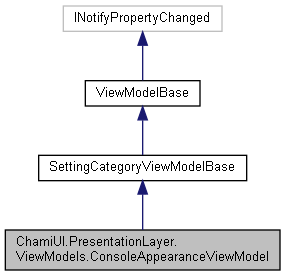 INotifyPropertyChanged
ViewModelBase
SettingCategoryViewModelBase
ChamiUI.PresentationLayer.
ViewModels.ConsoleAppearanceViewModel